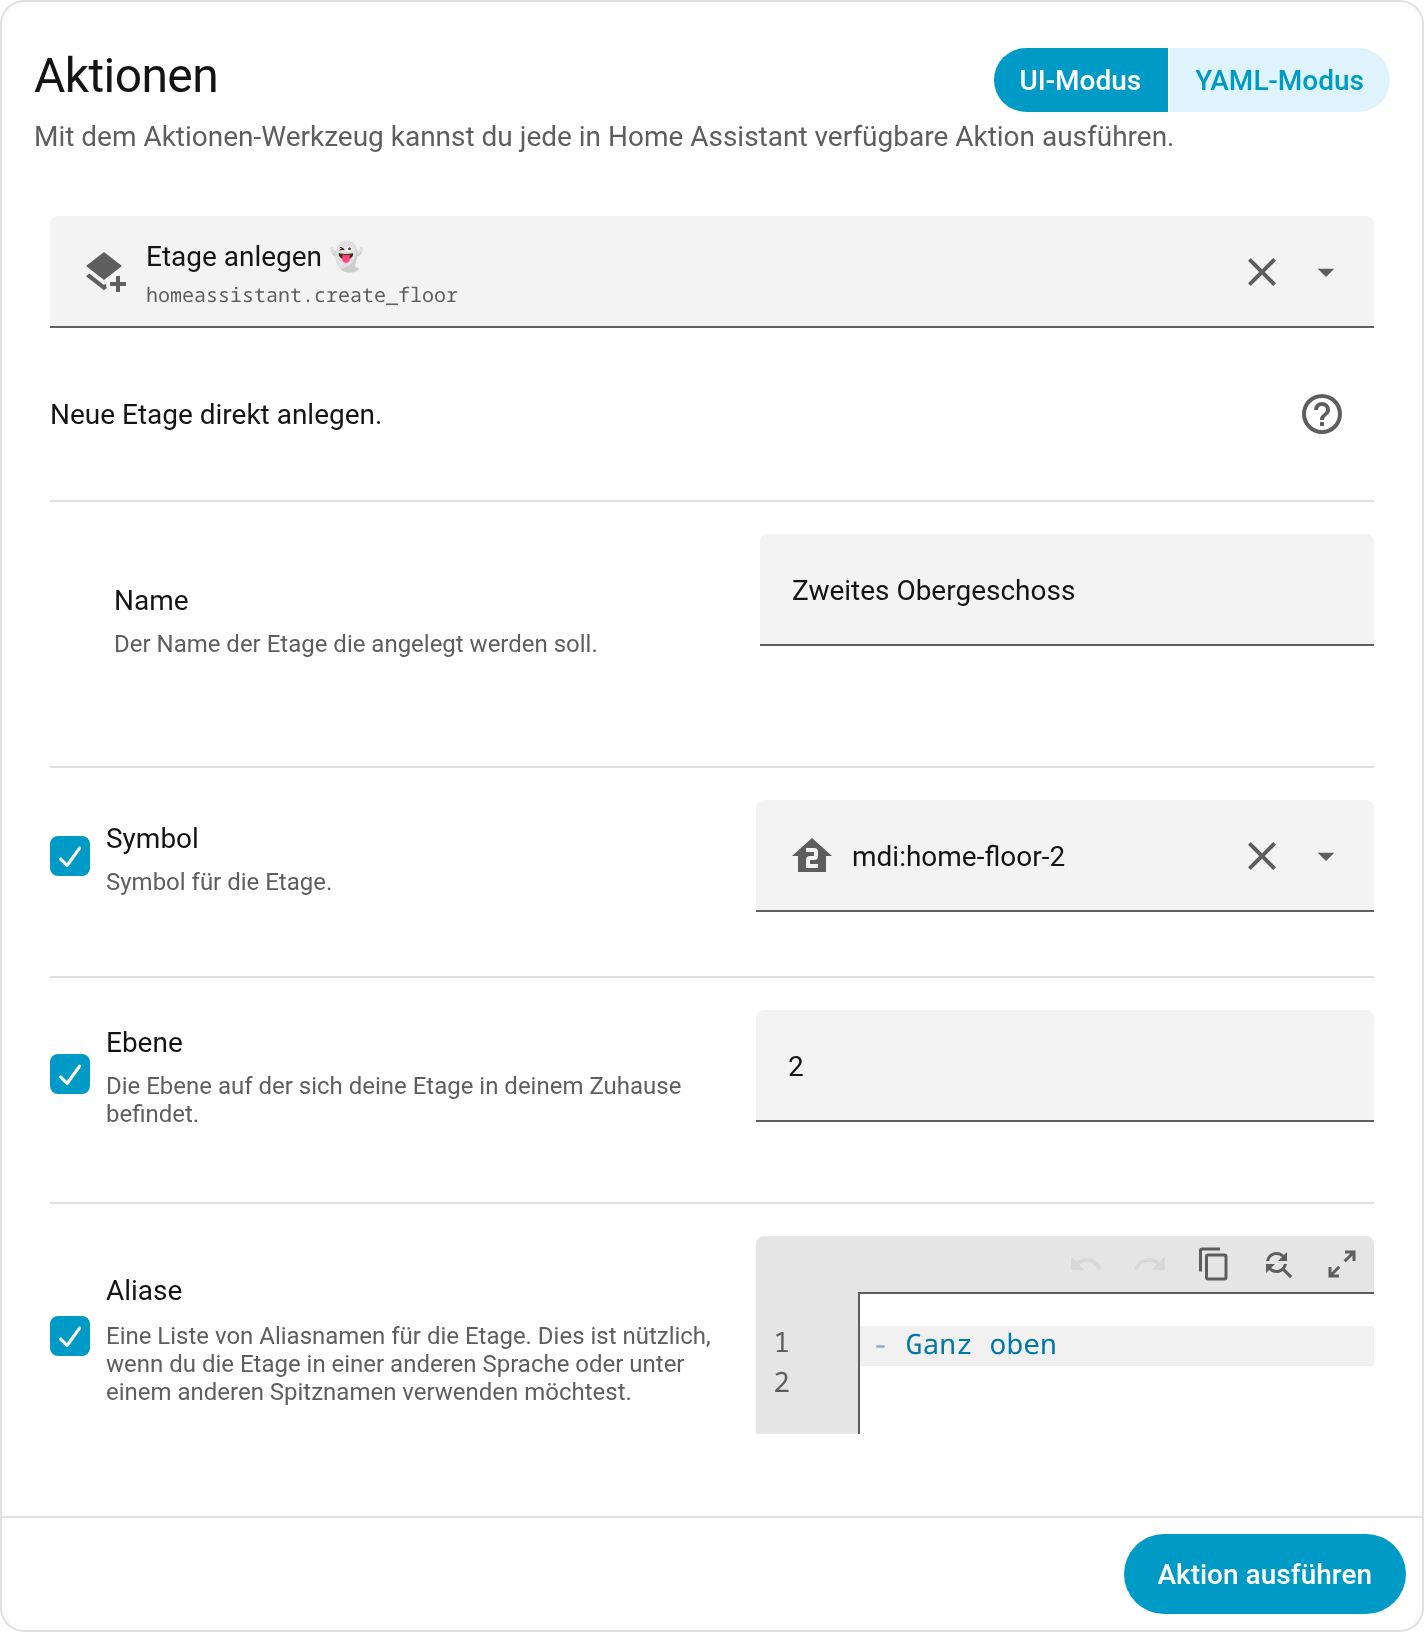 Aktionen
UI-Modus
YAML-Modus
Mit dem Aktionen-Werkzeug kannst du jede in Home Assistant verfügbare Aktion ausführen.
Etage anlegen 👻
homeassistant.create_floor
Neue Etage direkt anlegen.
Name
Der Name der Etage die angelegt werden soll.
Zweites Obergeschoss
Symbol
Symbol für die Etage.
mdi:home-floor-2
Ebene
Die Ebene auf der sich deine Etage in deinem Zuhause
befindet.
2
Aliase
Eine Liste von Aliasnamen für die Etage. Dies ist nützlich,
wenn du die Etage in einer anderen Sprache oder unter
einem anderen Spitznamen verwenden möchtest.
1 - Ganz oben
2
Aktion ausführen